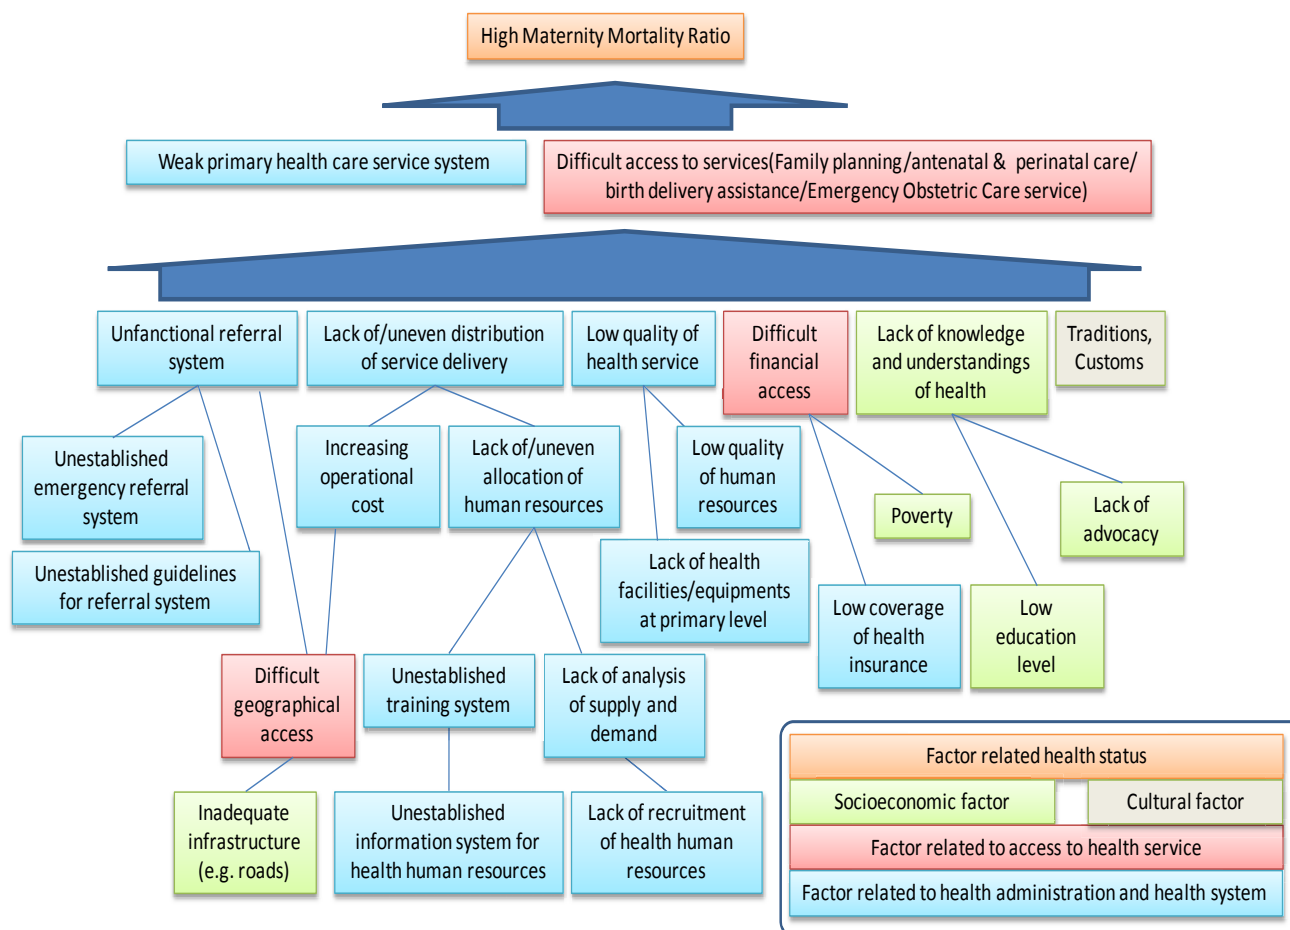 High Maternity Mortality Ratio
Weak primary health care service system
Difficult access to services(Family planning/antenatal & perinatal care/
birth delivery assistance/Emergency Obstetric Care service)
Unfanctional referral
system
Lack of/uneven distribution
of service delivery
Low quality of
health service
Difficult
financial
access
Lack of knowledge
and understandings
of health
Traditions,
Customs
Unestablished
emergency referral
system
Increasing
operational
cost
Lack of/uneven
allocation of
human resources
Low quality
of human
resources
Poverty
Lack of
advocacy
Unestablished guidelines
for referral system
Lack of health
facilities/equipments
at primary level
Low coverage
of health
insurance
Low
education
level
Difficult
geographical
access
Unestablished
training system
Lack of analysis
of supply and
demand
Inadequate
infrastructure
(e.g. roads)
Unestablished
information system for
health human resources
Lack of recruitment
of health human
resources
Factor related health status
Socioeconomic factor
Cultural factor
Factor related to access to health service
Factor related to health administration and health system